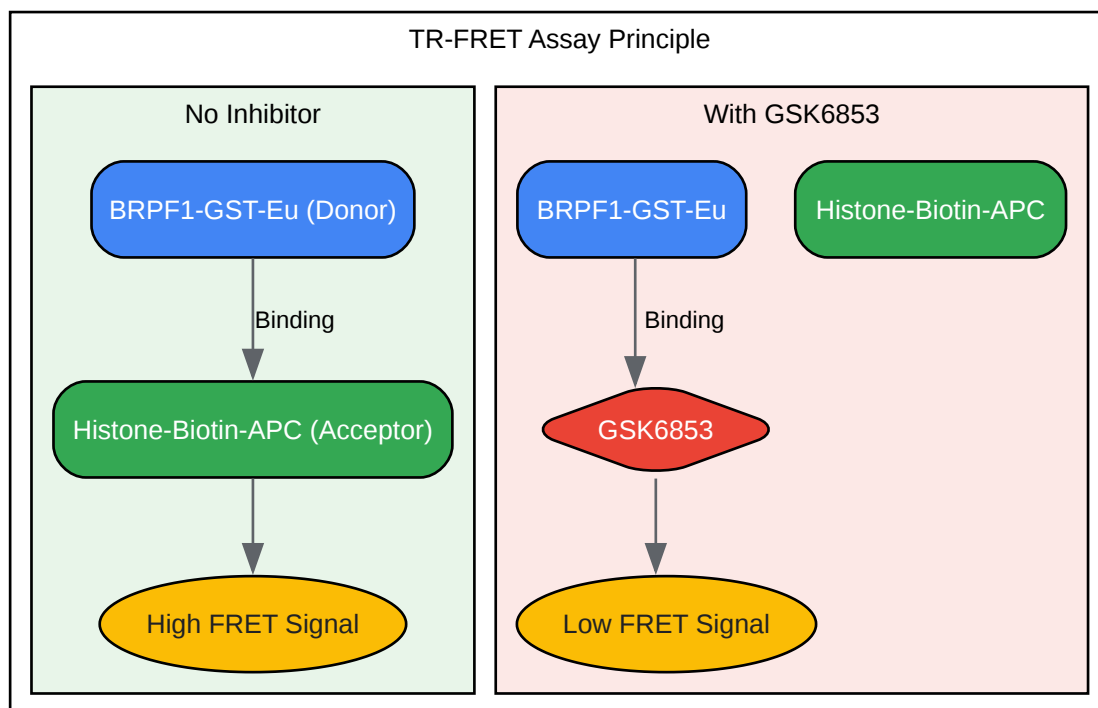 TR-FRET Assay Principle
No Inhibitor
BRPF1-GST-Eu (Donor)
Binding
Histone-Biotin-APC (Acceptor)
High FRET Signal
With GSK6853
BRPF1-GST-Eu
Histone-Biotin-APC
Binding
GSK6853
Low FRET Signal